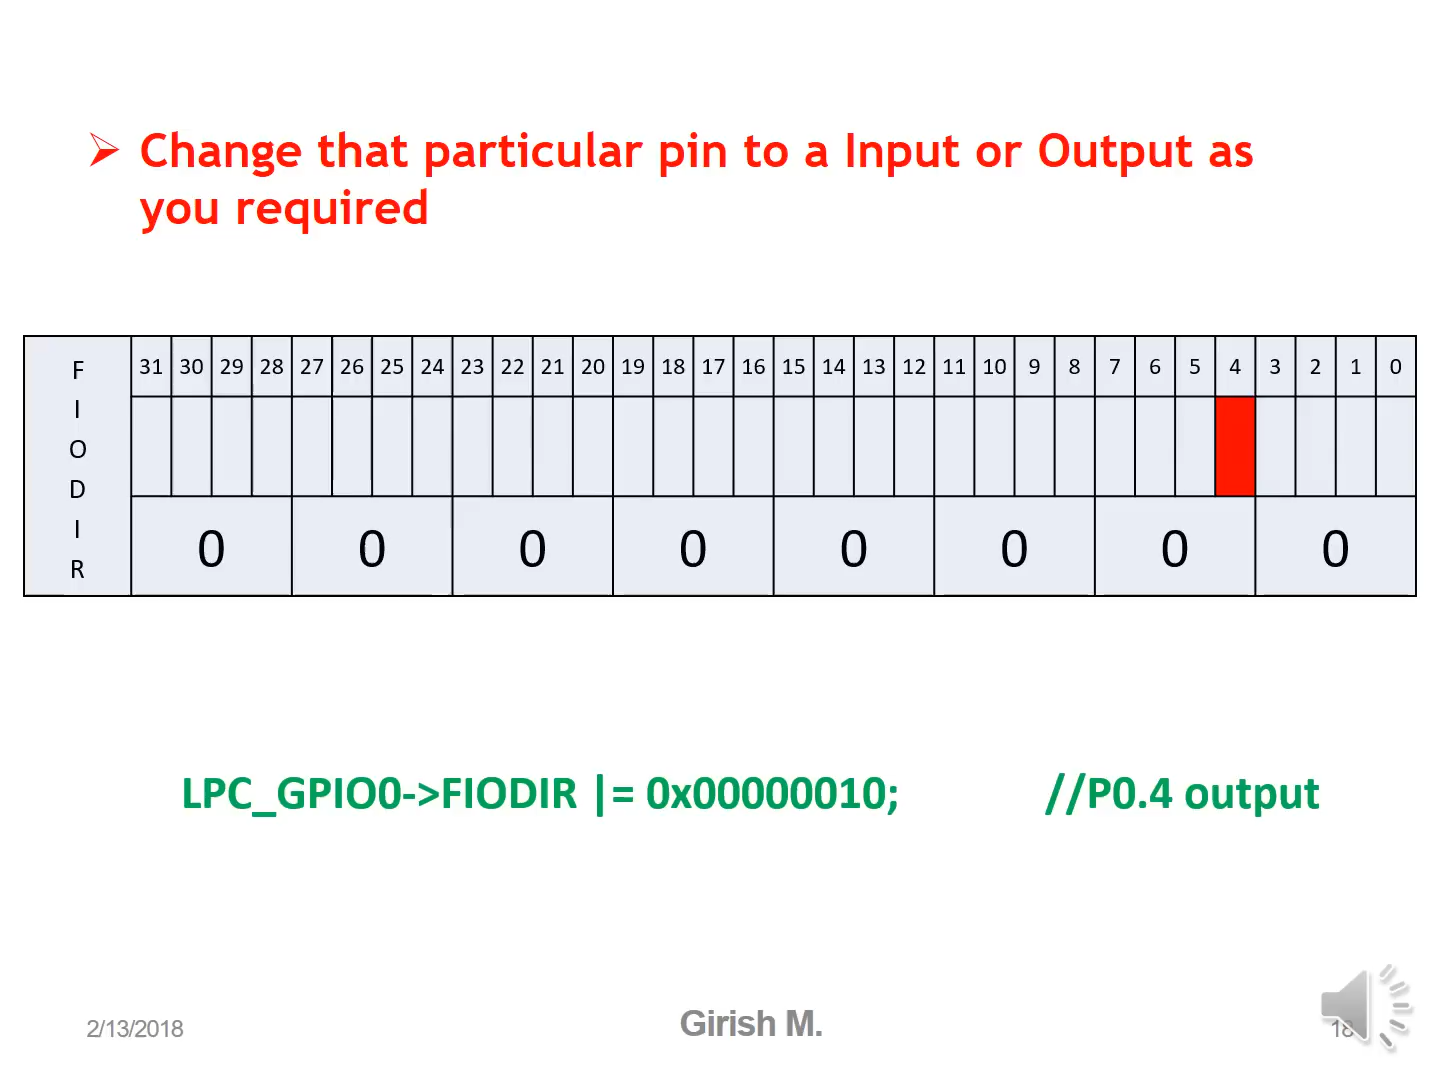 ➢ Change that particular pin to a Input or Output as
you required
FIODIR
31 30 29 28 27 26 25 24 23 22 21 20 19 18 17 16 15 14 13 12 11 10 9 8 7 6 5 4 3 2 1 0
0 0 0 0 0 0 0 0
LPC_GPIO0->FIODIR |= 0x00000010; //P0.4 output
2/13/2018 Girish M. 18